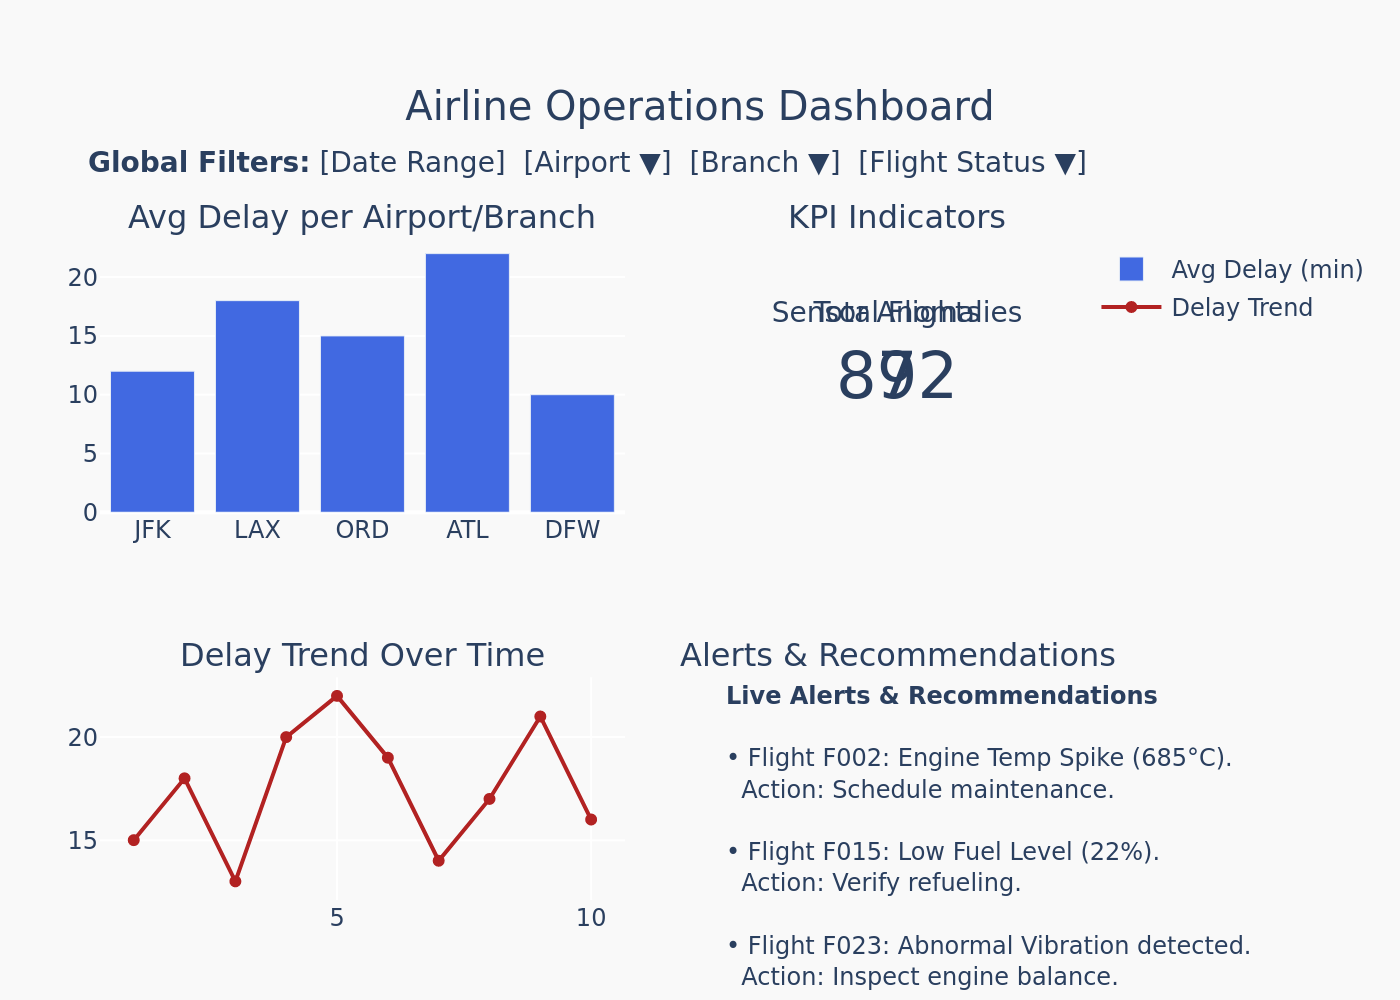 Airline Operations Dashboard
Global Filters: [Date Range] [Airport ▼] [Branch ▼] [Flight Status ▼]
Avg Delay per Airport/Branch
20
15
10
5
0
JFK LAX ORD ATL DFW
KPI Indicators
Total Flights
892
Sensor Anomalies
7
Avg Delay (min)
Delay Trend
Delay Trend Over Time
20
15
5 10
Alerts & Recommendations
Live Alerts & Recommendations
• Flight F002: Engine Temp Spike (685°C).
Action: Schedule maintenance.
• Flight F015: Low Fuel Level (22%).
Action: Verify refueling.
• Flight F023: Abnormal Vibration detected.
Action: Inspect engine balance.